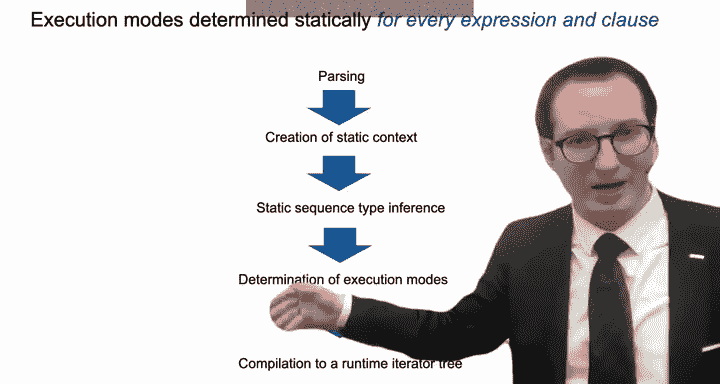 Execution modes determined statically for every expression and clause
Parsing
Creation of static context
Static sequence type inference
Determination of execution modes
Compilation to a runtime iterator tree